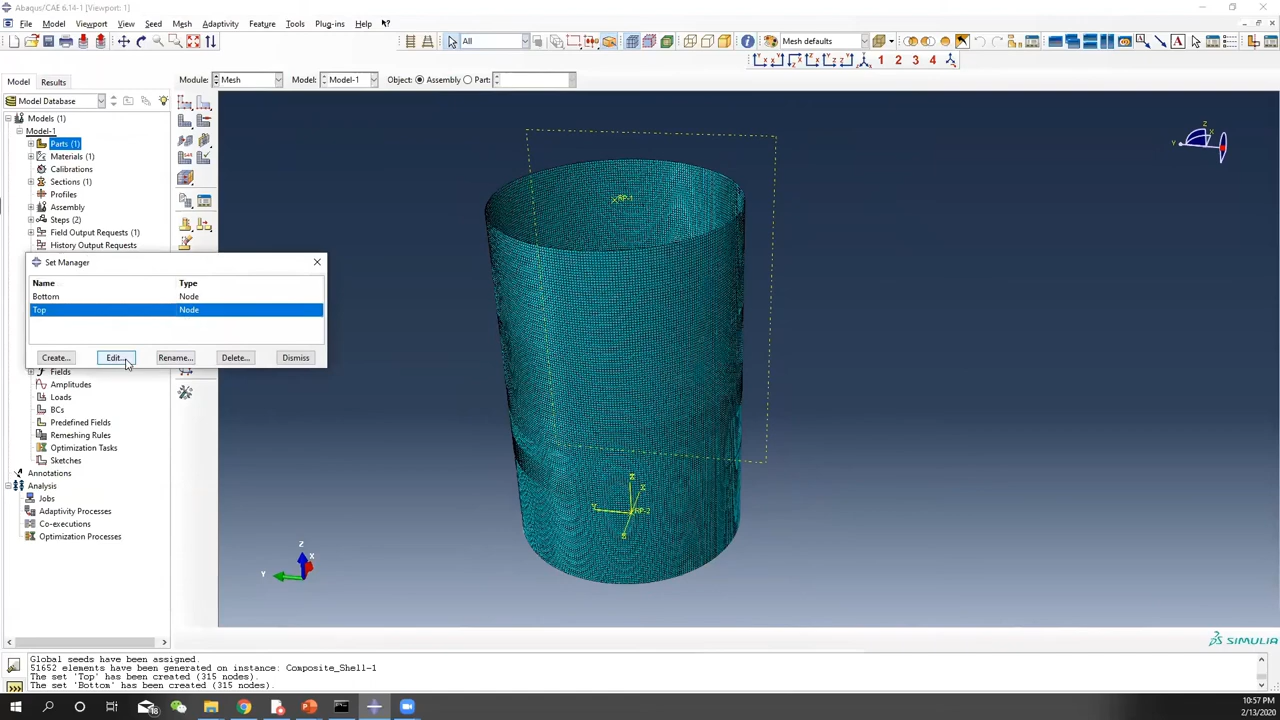 Abaqus/CAE 6.14-1 [Viewport: 1]
File Model Viewport View Seed Mesh Adaptivity Feature Tools Plug-ins Help
All Mesh defaults
1 2 3 4
Model Results Module: Mesh Model: Model-1 Object: Assembly Part:
Model Database
Models (1)
Model-1
Parts (1)
Materials (1)
Calibrations
Sections (1)
Profiles
Assembly
Steps (2)
Field Output Requests (1)
History Output Requests
Set Manager
Name Type
Bottom Node
Top Node
Create... Edit... Rename... Delete... Dismiss
Fields
Amplitudes
Loads
BCs
Predefined Fields
Remeshing Rules
Optimization Tasks
Sketches
Annotations
Analysis
Jobs
Adaptivity Processes
Co-executions
Optimization Processes
RP-1
RP-2
Z
X
Y
Z
X
Y
SIMULIA
Global seeds have been assigned.
51652 elements have been generated on instance: Composite_Shell-1
The set 'Top' has been created (315 nodes).
The set 'Bottom' has been created (315 nodes).
10:57 PM
2/13/2020